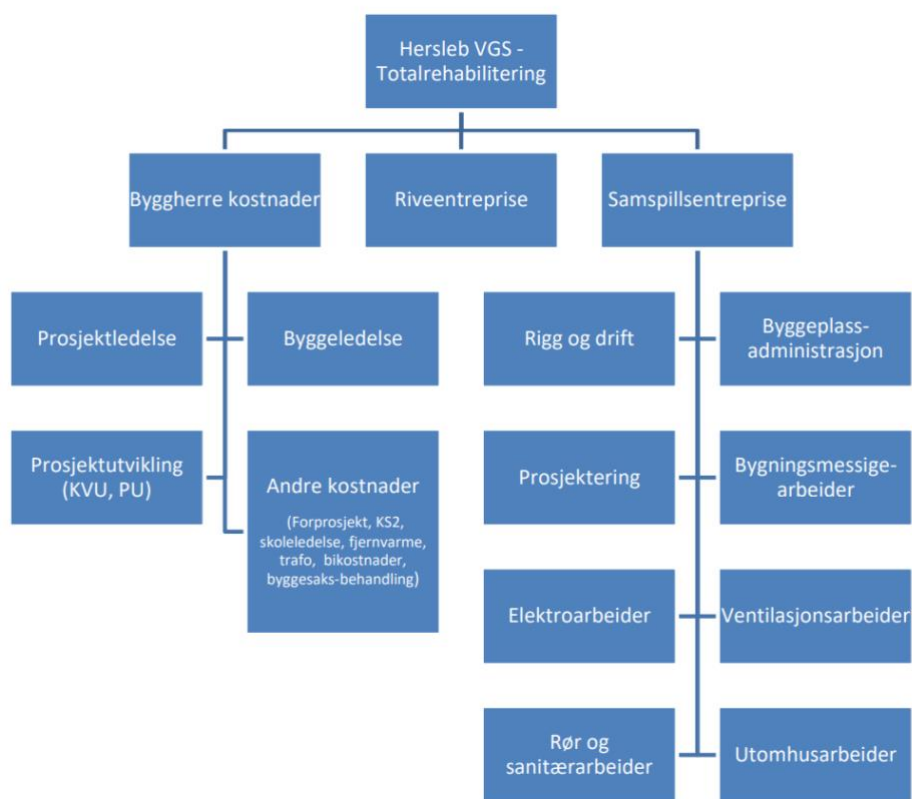 Hersleb VGS -
Totalrehabilitering
Byggherre kostnader
Riveentreprise
Samspillsentreprise
Prosjektledelse
Byggeledelse
Rigg og drift
Byggeplass-
administrasjon
Prosjektutvikling
(KVU, PU)
Andre kostnader
(Forprosjekt, KS2,
skoleledelse, fjernvarme,
trafo, bikostnader,
byggesaks-behandling)
Prosjektering
Bygningsmessige-
arbeider
Elektroarbeider
Ventilasjonsarbeider
Rør og
sanitærarbeider
Utomhusarbeider